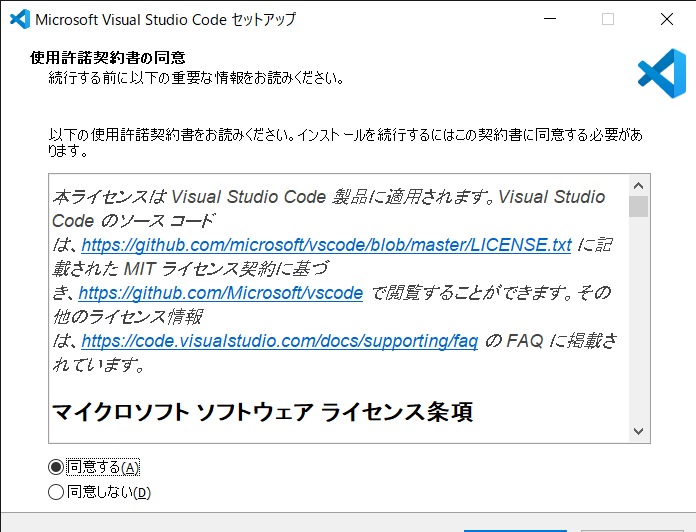 Microsoft Visual Studio Code セットアップ
使用許諾契約書の同意
続行する前に以下の重要な情報をお読みください。
以下の使用許諾契約書をお読みください。インストールを続行するにはこの契約書に同意する必要があ
ります。
本ライセンスは Visual Studio Code 製品に適用されます。Visual Studio
Code のソース コード
は、https://github.com/microsoft/vscode/blob/master/LICENSE.txt に記
載された MIT ライセンス契約に基づ
き、https://github.com/Microsoft/vscode で閲覧することができます。その
他のライセンス情報
は、https://code.visualstudio.com/docs/supporting/faq の FAQ に掲載さ
れています。
マイクロソフト ソフトウェア ライセンス条項
同意する(A)
同意しない(D)